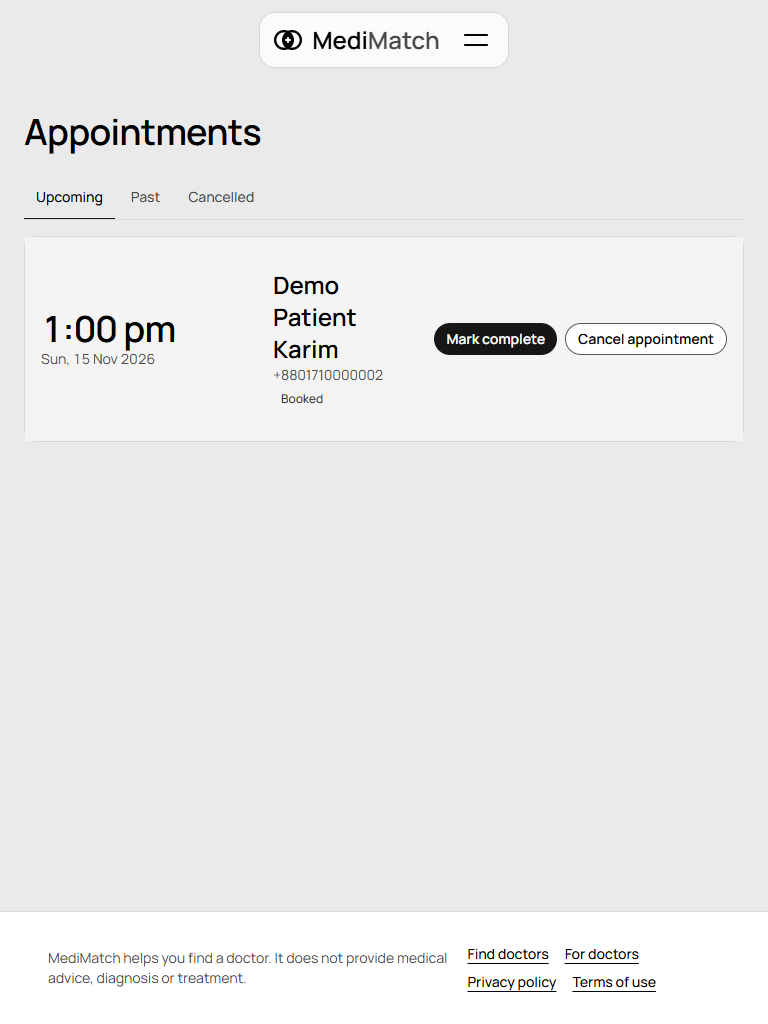 MediMatch
Appointments
Upcoming Past Cancelled
1:00 pm
Sun, 15 Nov 2026
Demo
Patient
Karim
+8801710000002
Booked
Mark complete
Cancel appointment
MediMatch helps you find a doctor. It does not provide medical
advice, diagnosis or treatment.
Find doctors For doctors
Privacy policy Terms of use